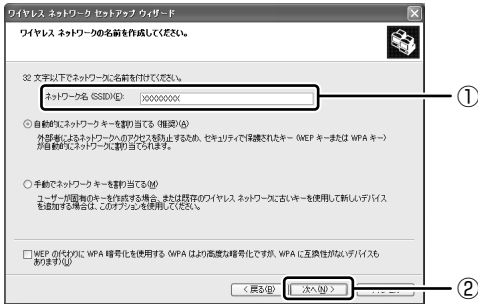 ワイヤレス ネットワーク セットアップ ウィザード
ワイヤレス ネットワークの名前を作成してください。
32 文字以下でネットワークに名前を付けてください。
ネットワーク名 (SSID)(E): XXXXXXXX
①
自動的にネットワーク キーを割り当てる (推奨)(A)
外部者によるネットワークへのアクセスを防止するため、セキュリティで保護されたキー (WEP キーまたは WPA キー)
が自動的にネットワークに割り当てられます。
手動でネットワーク キーを割り当てる(M)
ユーザーが固有のキーを作成する場合、または既存のワイヤレス ネットワークに古いキーを使用して新しいデバイス
を追加する場合は、このオプションを使用してください。
WEP の代わりに WPA 暗号化を使用する (WPA はより高度な暗号化ですが、WPA に互換性がないデバイスも
あります)(U)
< 戻る(B) 次へ(N) >
②